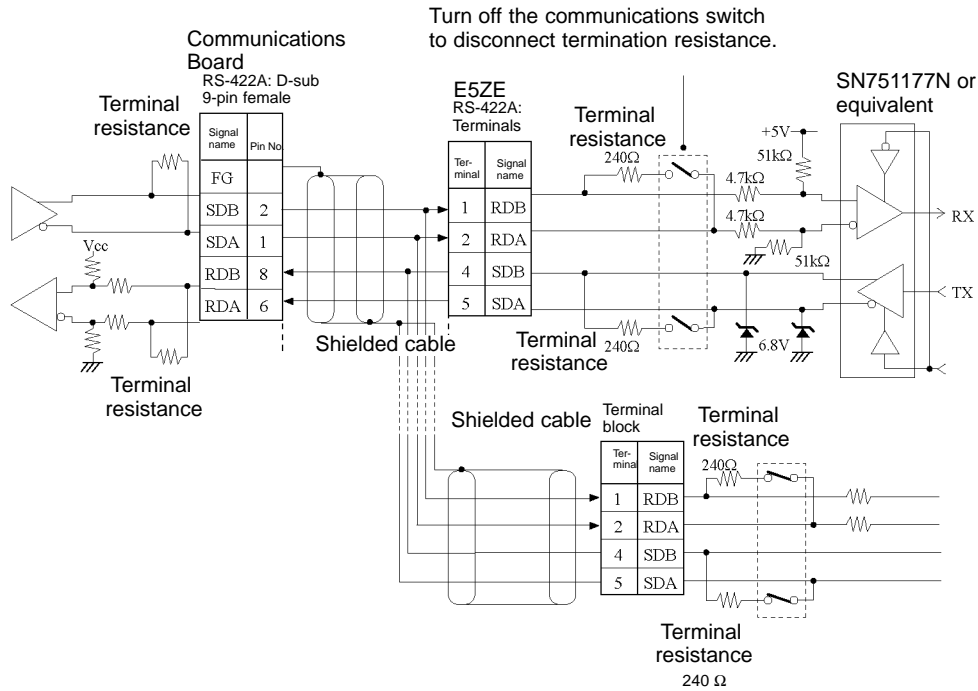 Turn off the communications switch
to disconnect termination resistance.
Communications
Board
RS-422A: D-sub
9-pin female
Terminal
resistance
Signal
name
Pin No
FG
SDB 2
SDA 1
RDB 8
RDA 6
Vcc
Terminal
resistance
Shielded cable
E5ZE
RS-422A:
Terminals
Ter-
minal
Signal
name
1 RDB
2 RDA
4 SDB
5 SDA
Terminal
resistance
240Ω
Terminal
resistance
240Ω
SN751177N or
equivalent
+5V
51kΩ
4.7kΩ
4.7kΩ
51kΩ
6.8V
RX
TX
Shielded cable
Terminal
block
Ter-
minal
Signal
name
1 RDB
2 RDA
4 SDB
5 SDA
Terminal
resistance
240Ω
Terminal
resistance
240 Ω